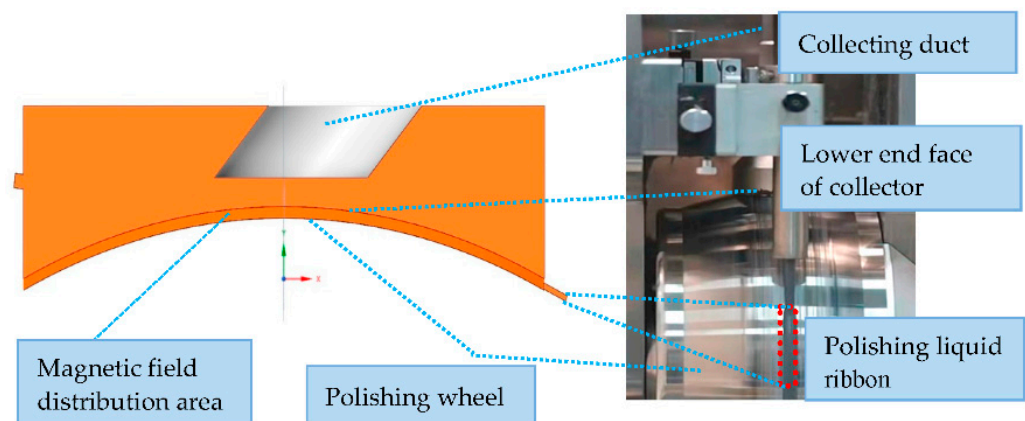 Collecting duct
Lower end face
of collector
Y
x
Magnetic field
distribution area
Polishing wheel
Polishing liquid
ribbon